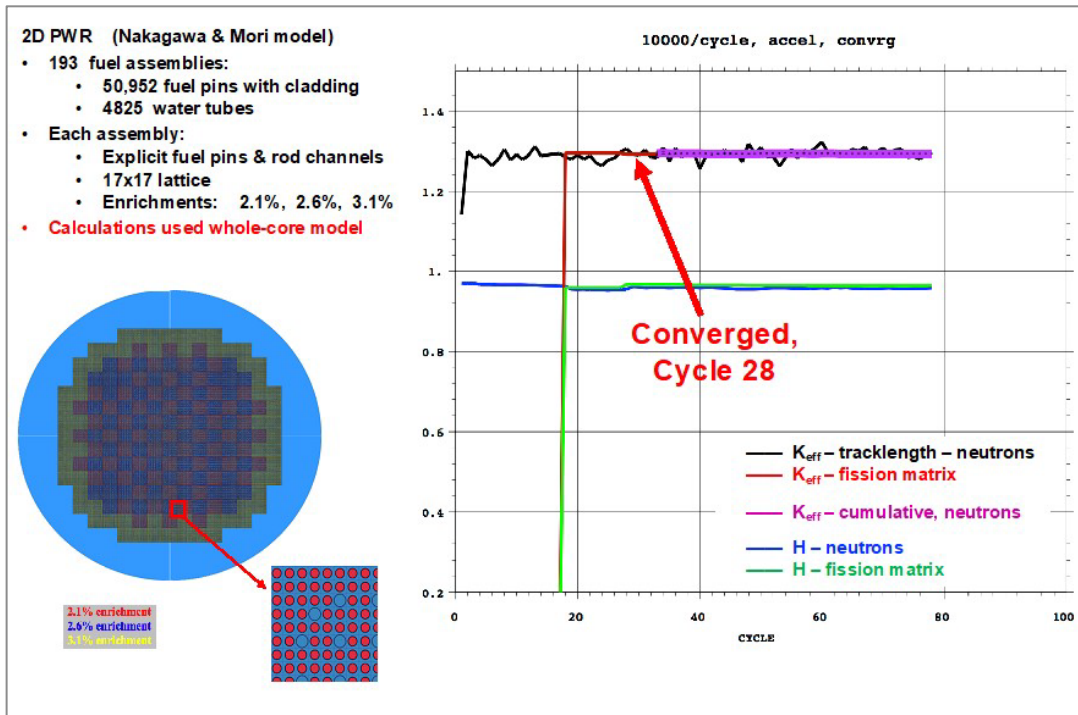 2D PWR (Nakagawa & Mori model)
• 193 fuel assemblies:
• 50,952 fuel pins with cladding
• 4825 water tubes
• Each assembly:
• Explicit fuel pins & rod channels
• 17x17 lattice
• Enrichments: 2.1%, 2.6%, 3.1%
• Calculations used whole-core model
2.1% enrichment
2.6% enrichment
3.1% enrichment
10000/cycle, accel, convrg
1.4
1.2
1.
0.8
0.6
0.4
0.2
Converged,
Cycle 28
Keff – tracklength – neutrons
Keff – fission matrix
Keff – cumulative, neutrons
H – neutrons
H – fission matrix
0 20 40 60 80 100
CYCLE